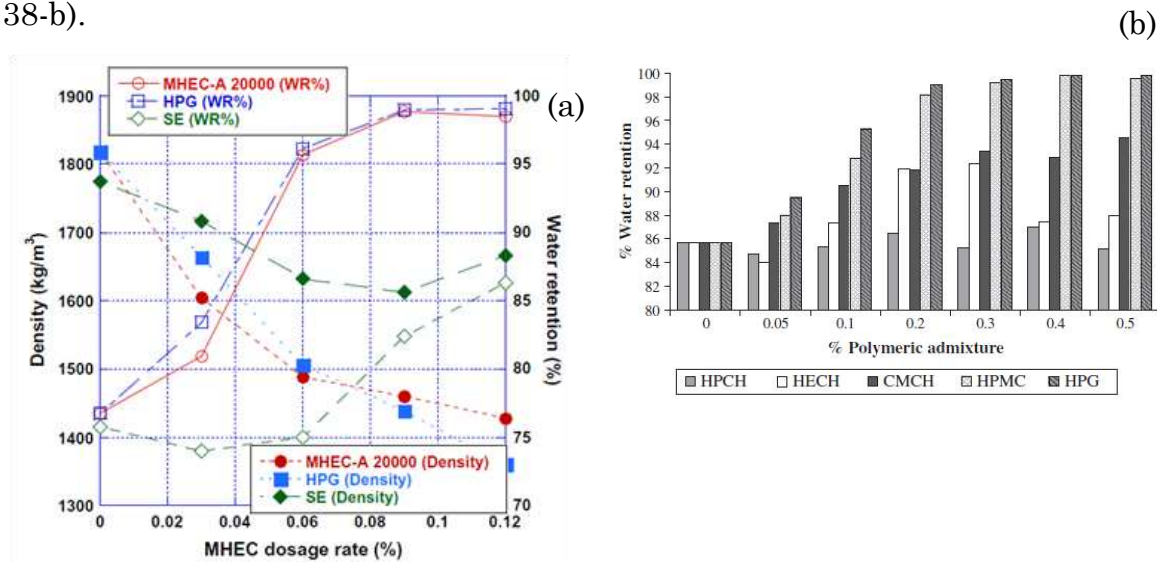 38-b).
(b)
(a)
MHEC-A 20000 (WR%)
HPG (WR%)
SE (WR%)
1900
1800
1700
1600
1500
1400
1300
Density (kg/m³)
100
95
90
85
80
75
70
Water retention (%)
MHEC-A 20000 (Density)
HPG (Density)
SE (Density)
0 0.02 0.04 0.06 0.08 0.1 0.12
MHEC dosage rate (%)
100
98
96
94
92
90
88
86
84
82
80
% Water retention
0 0.05 0.1 0.2 0.3 0.4 0.5
% Polymeric admixture
HPCH HECH CMCH HPMC HPG